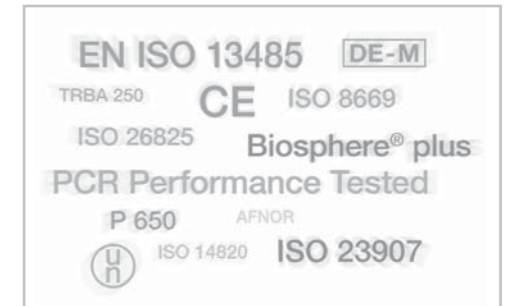 EN ISO 13485 DE-M
TRBA 250 CE ISO 8669
ISO 26825 Biosphere® plus
PCR Performance Tested
P 650 AFNOR
un ISO 14820 ISO 23907